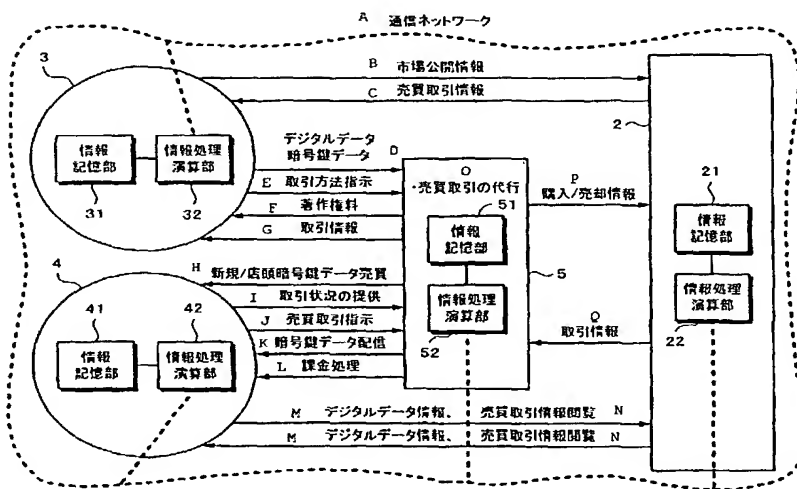 A 通信ネットワーク
3
B 市場公開情報
C 売買取引情報
2
情報
記憶部
31
情報処理
演算部
32
デジタルデータ D
暗号鍵データ
E 取引方法指示
F 著作権料
G 取引情報
O
・売買取引の代行
51
情報
記憶部
情報処理
演算部
52
5
P
購入/売却情報
21
情報
記憶部
情報処理
演算部
22
Q
取引情報
4
H 新規/店頭暗号鍵データ売買
I 取引状況の提供
J 売買取引指示
K 暗号鍵データ配信
L 課金処理
41
情報
記憶部
42
情報処理
演算部
M デジタルデータ情報、 売買取引情報閲覧 N
M デジタルデータ情報、 売買取引情報閲覧 N